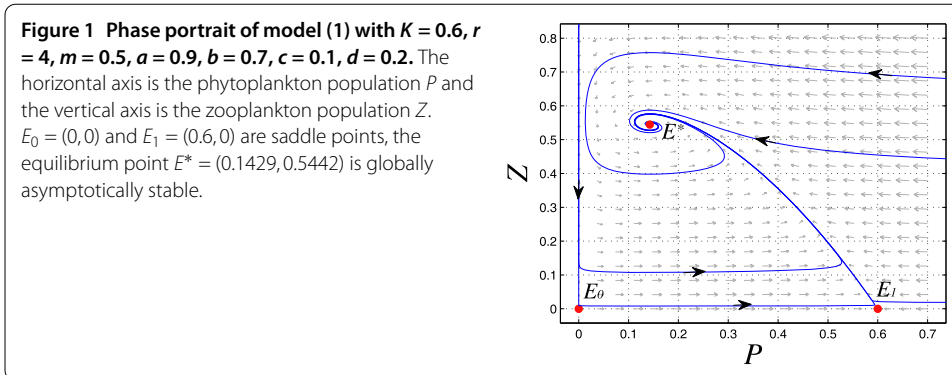 Figure 1 Phase portrait of model (1) with K = 0.6, r
= 4, m = 0.5, a = 0.9, b = 0.7, c = 0.1, d = 0.2. The
horizontal axis is the phytoplankton population P and
the vertical axis is the zooplankton population Z.
E₀ = (0,0) and E₁ = (0.6,0) are saddle points, the
equilibrium point E* = (0.1429,0.5442) is globally
asymptotically stable.
0.8
0.7
0.6
0.5
0.4
0.3
0.2
0.1
0
Z
E*
E₀
E₁
0 0.1 0.2 0.3 0.4 0.5 0.6 0.7
P